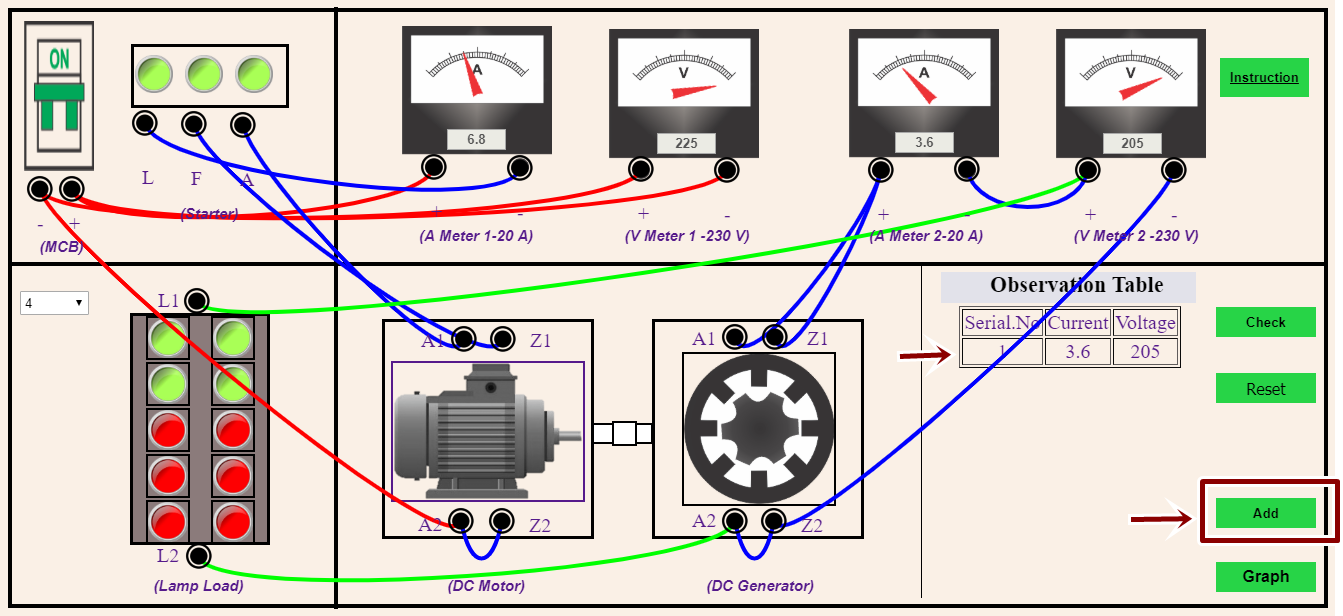 ON
A
V
A
V
Instruction
6.8
225
3.6
205
L F A
(Starter)
- +
(MCB)
+ -
(A Meter 1-20 A)
+ -
(V Meter 1 -230 V)
+ -
(A Meter 2-20 A)
+ -
(V Meter 2 -230 V)
4
L1
L2
(Lamp Load)
A1 Z1
A2 Z2
(DC Motor)
A1 Z1
A2 Z2
(DC Generator)
Observation Table
Serial.No Current Voltage
1 3.6 205
Check
Reset
Add
Graph